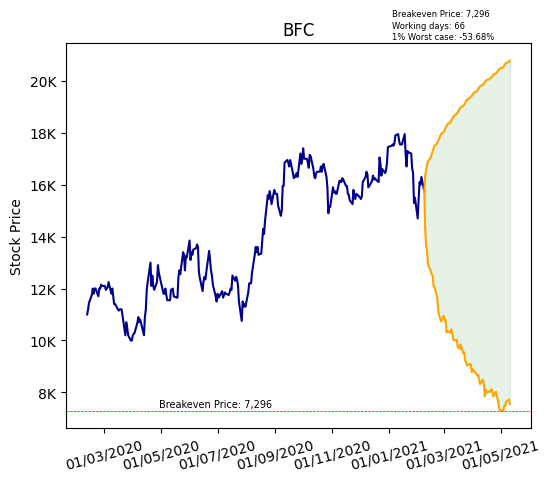 Breakeven Price: 7,296
Working days: 66
1% Worst case: -53.68%
BFC
Stock Price
20K
18K
16K
14K
12K
10K
8K
Breakeven Price: 7,296
01/03/2020
01/05/2020
01/07/2020
01/09/2020
01/11/2020
01/01/2021
01/03/2021
01/05/2021